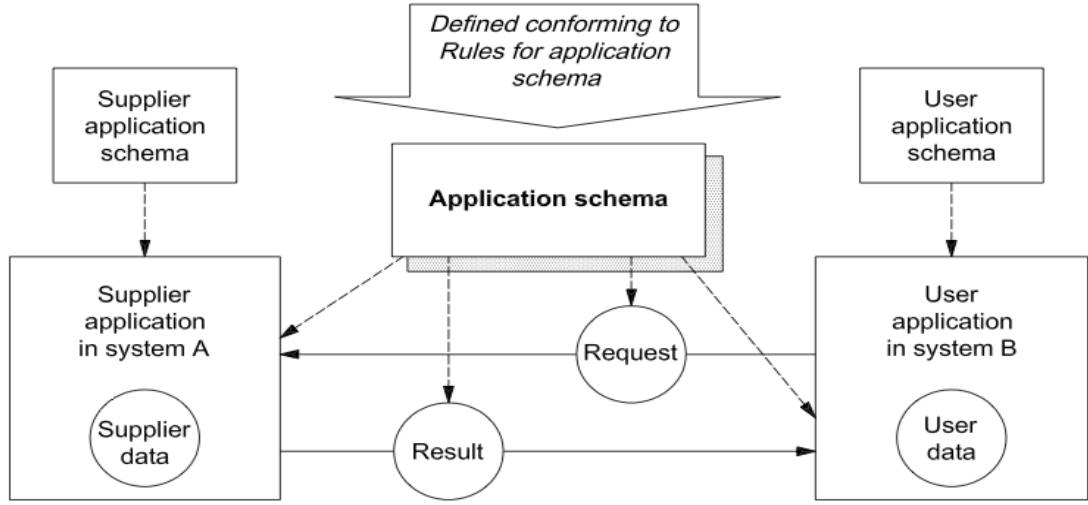 Defined conforming to
Rules for application
schema
Supplier
application
schema
User
application
schema
Application schema
Supplier
application
in system A
User
application
in system B
Request
Supplier
data
Result
User
data